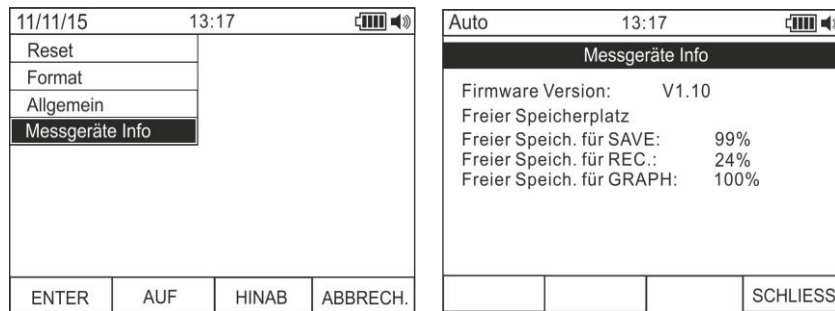 11/11/15 13:17
Reset
Format
Allgemein
Messgeräte Info
ENTER AUF HINAB ABBRECH.
Auto 13:17
Messgeräte Info
Firmware Version: V1.10
Freier Speicherplatz
Freier Speich. für SAVE: 99%
Freier Speich. für REC.: 24%
Freier Speich. für GRAPH: 100%
SCHLIESS